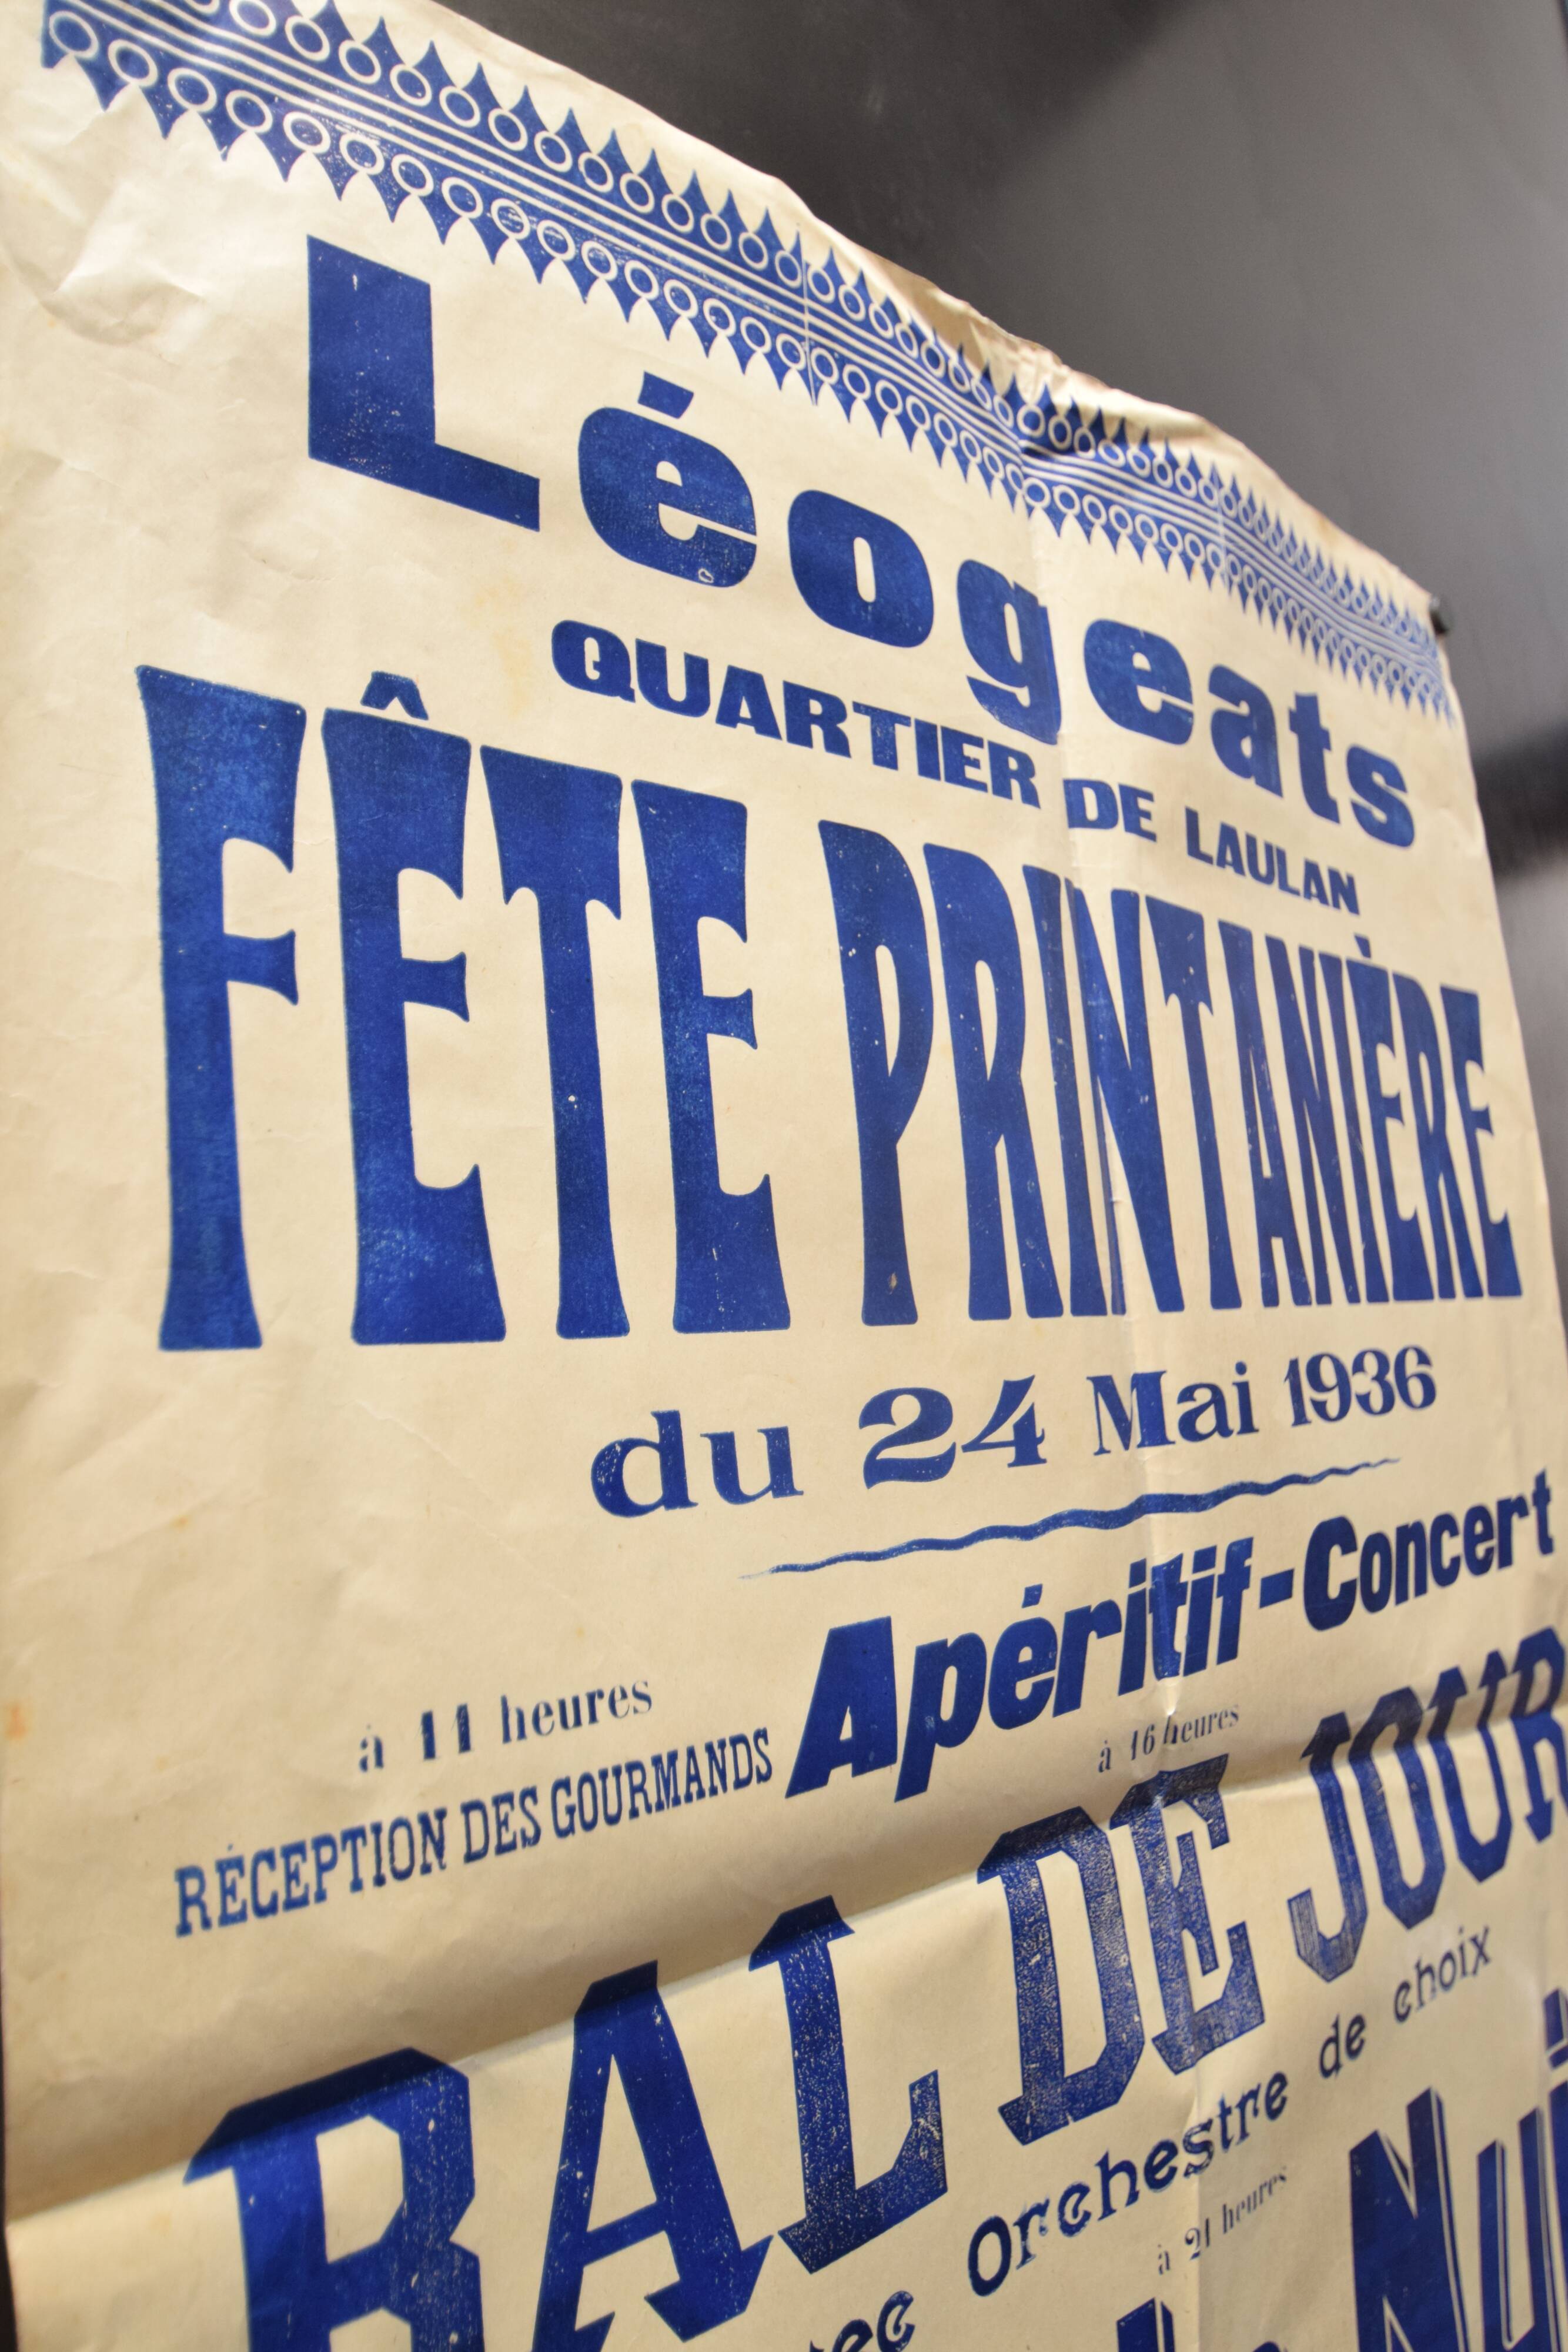 Léogeats
QUARTIER DE LAULAN
FÊTE PRINTANIÈRE
du 24 Mai 1936
à 11 heures
RÉCEPTION DES GOURMANDS
Apéritif-Concert
à 16 heures
BAL DE JOUR
Orchestre de choix
à 21 heures